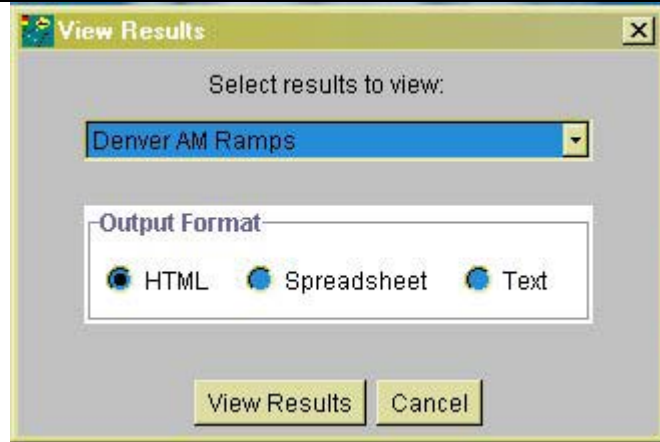 View Results
Select results to view:
Denver AM Ramps
Output Format
HTML Spreadsheet Text
View Results Cancel